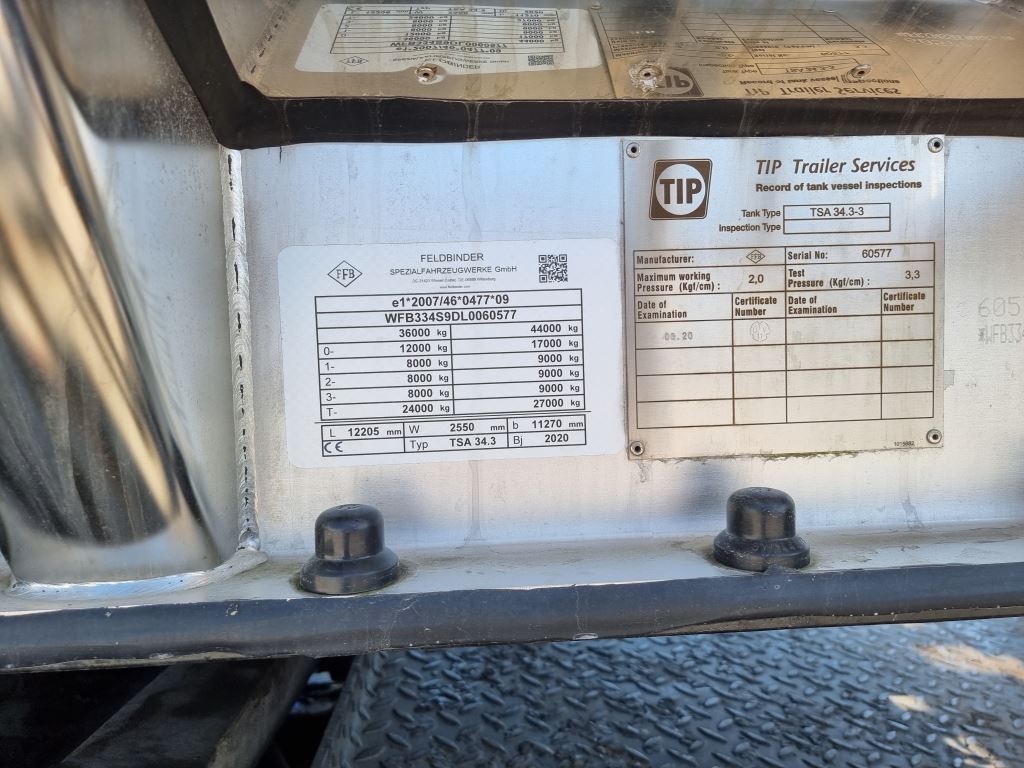 FFB
FELDBINDER
SPEZIALFAHRZEUGWERKE GmbH
e1*2007/46*0477*09
WFB334S9DL0060577
36000 kg 44000 kg
0- 12000 kg 17000 kg
1- 8000 kg 9000 kg
2- 8000 kg 9000 kg
3- 8000 kg 9000 kg
T- 24000 kg 27000 kg
L 12205 mm W 2550 mm b 11270 mm
CE Typ TSA 34.3 Bj 2020
TIP
TIP Trailer Services
Record of tank vessel inspections
Tank Type TSA 34.3-3
Inspection Type
Manufacturer: FFB Serial No: 60577
Maximum working Pressure (Kgf/cm) : 2,0 Test Pressure (Kgf/cm) : 3,3
Date of Examination Certificate Number Date of Examination Certificate Number
09.20
1015882
605
*WFB334